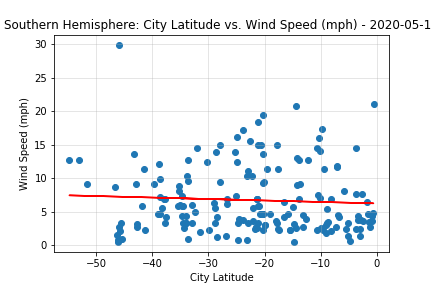 Southern Hemisphere: City Latitude vs. Wind Speed (mph) - 2020-05-1
30
25
20
15
10
5
0
Wind Speed (mph)
−50 −40 −30 −20 −10 0
City Latitude